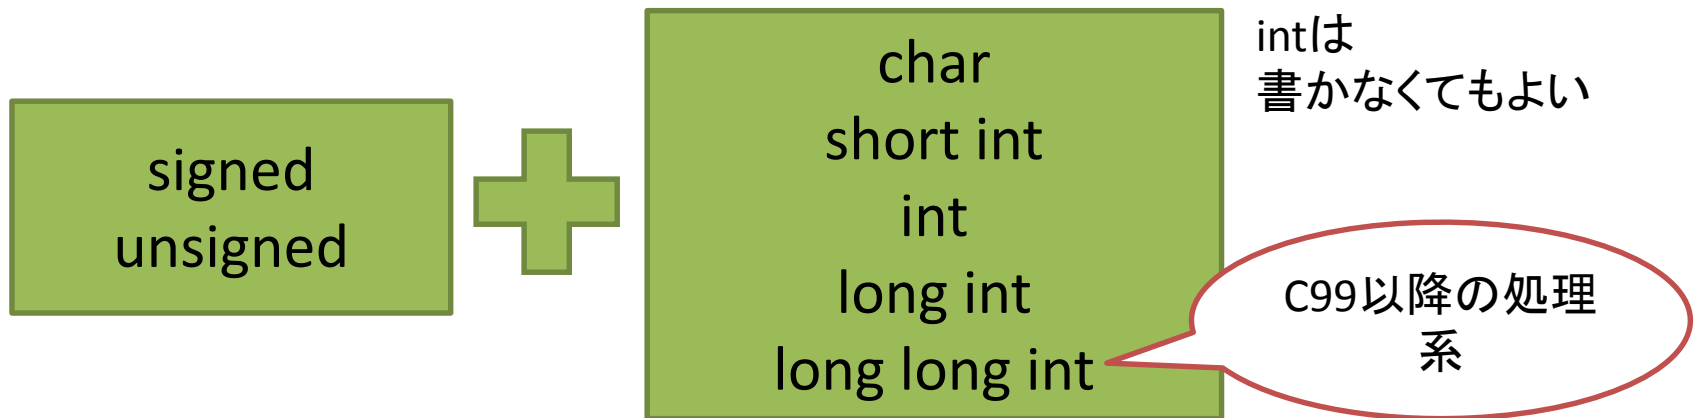 signed
unsigned
char
short int
int
long int
long long int
intは
書かなくてもよい
C99以降の処理
系